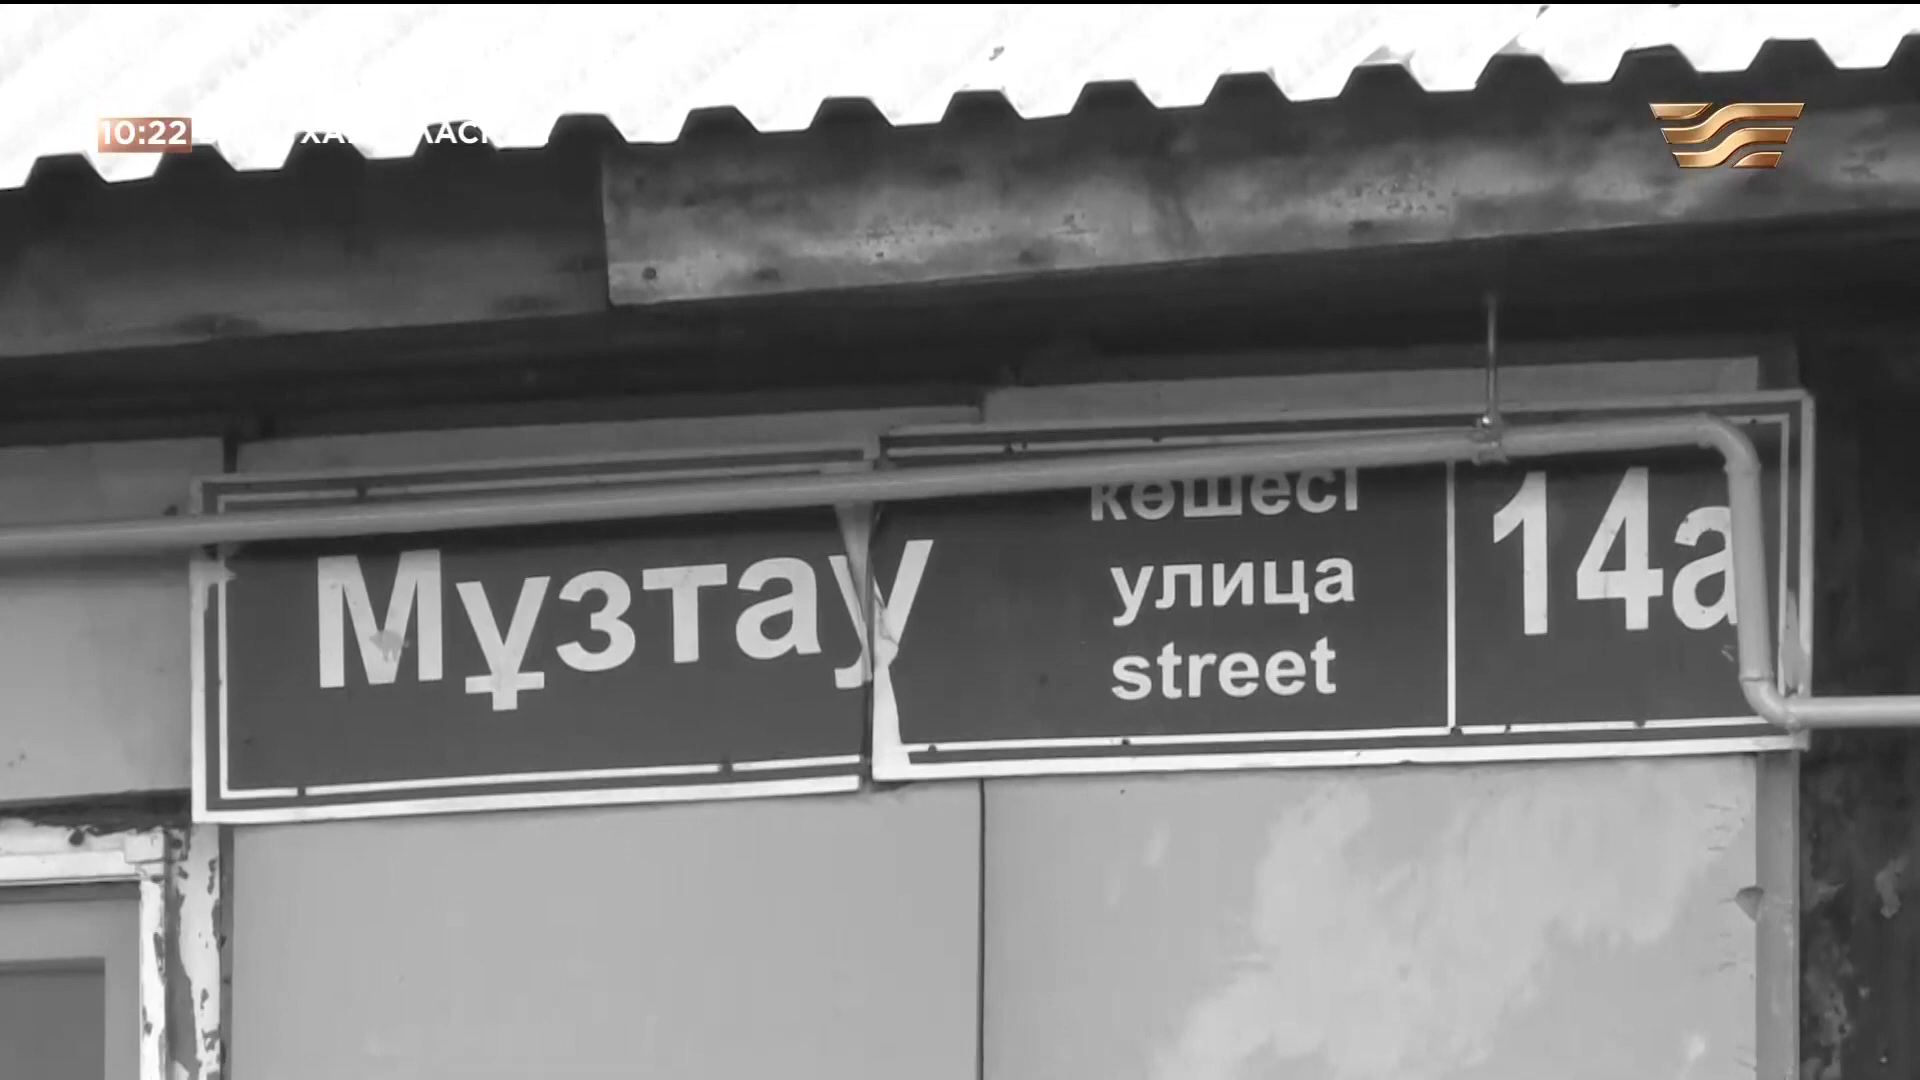 10:22
Мұзтау
көшесі
улица
street
14а